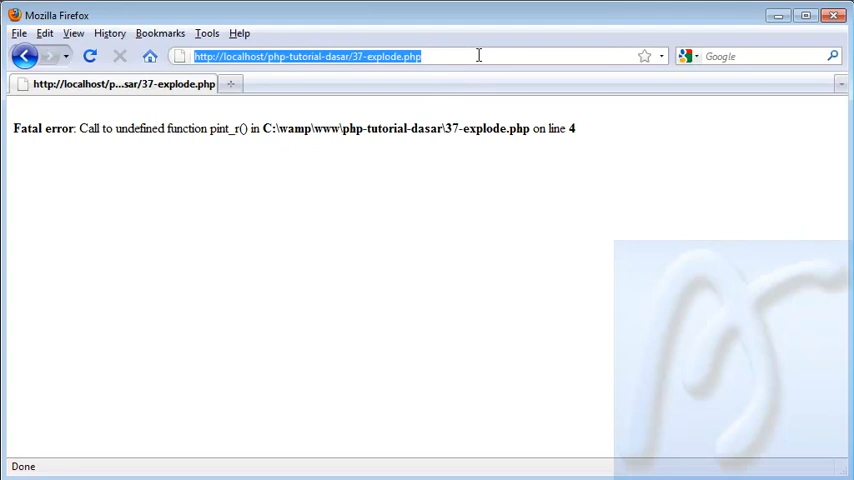 Mozilla Firefox
File Edit View History Bookmarks Tools Help
http://localhost/php-tutorial-dasar/37-explode.php Google
http://localhost/p...sar/37-explode.php
Fatal error: Call to undefined function pint_r() in C:\wamp\www\php-tutorial-dasar\37-explode.php on line 4
Done